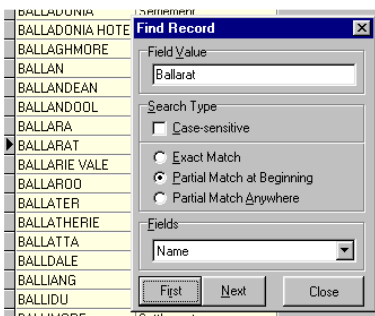 BALLADONIA Settlement
BALLADONIA HOTE
BALLAGHMORE
BALLAN
BALLANDEAN
BALLANDOOL
BALLARA
BALLARAT
BALLARIE VALE
BALLAROO
BALLATER
BALLATHERIE
BALLATTA
BALLDALE
BALLIANG
BALLIDU
Find Record
Field Value
Ballarat
Search Type
Case-sensitive
Exact Match
Partial Match at Beginning
Partial Match Anywhere
Fields
Name
First Next Close